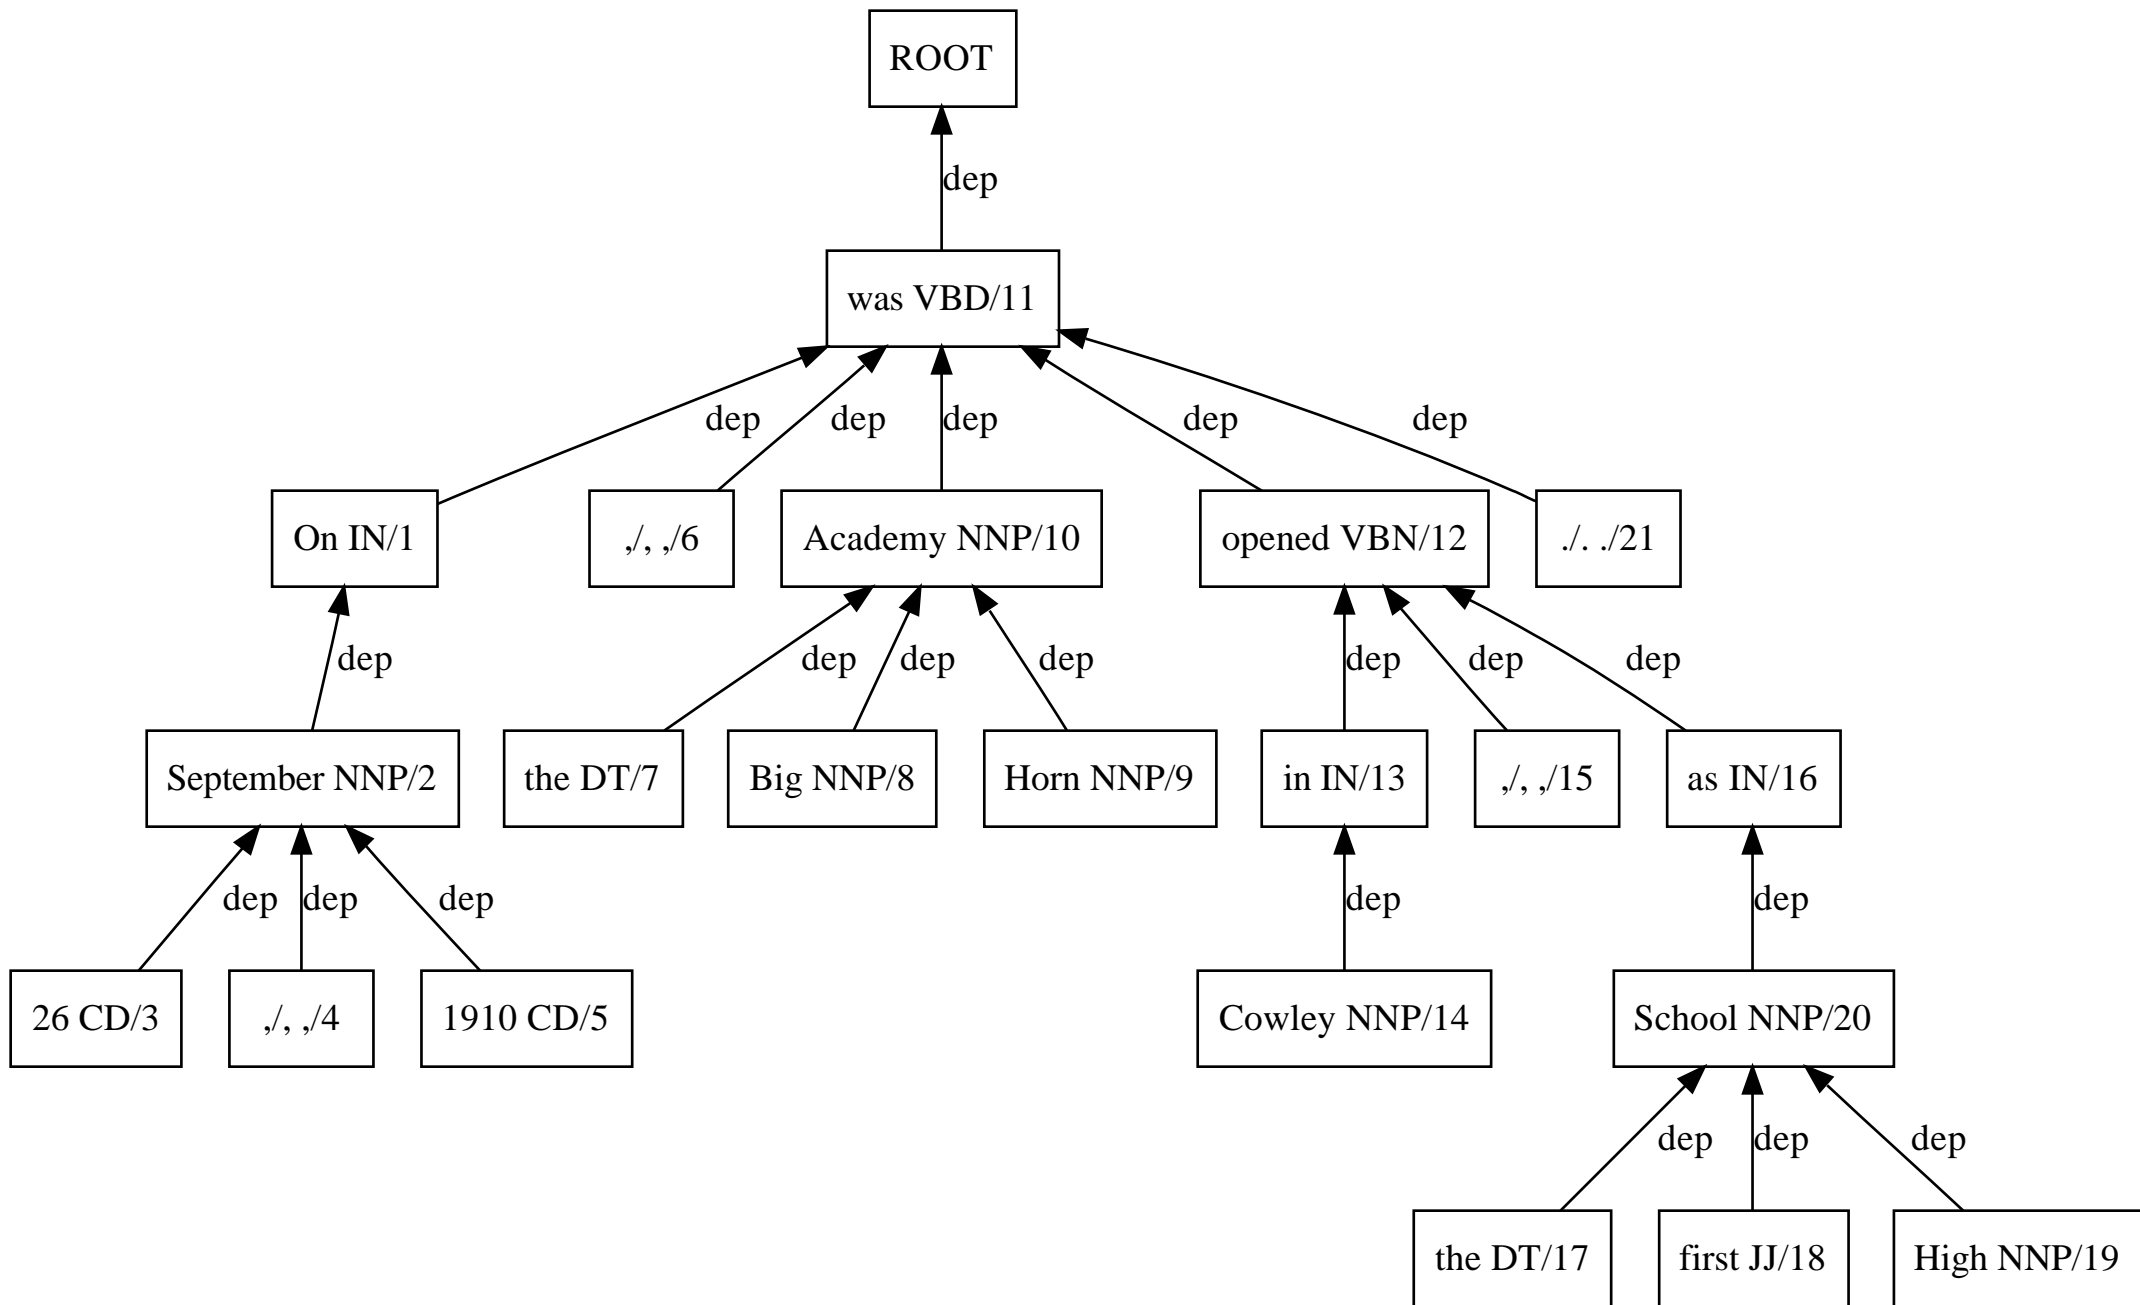 ROOT
dep
was VBD/11
dep dep dep dep dep
On IN/1 ,/, ,/6 Academy NNP/10 opened VBN/12 ./. ./21
dep dep dep dep dep dep dep
September NNP/2 the DT/7 Big NNP/8 Horn NNP/9 in IN/13 ,/, ,/15 as IN/16
dep dep dep dep dep
26 CD/3 ,/, ,/4 1910 CD/5 Cowley NNP/14 School NNP/20
dep dep dep
the DT/17 first JJ/18 High NNP/19